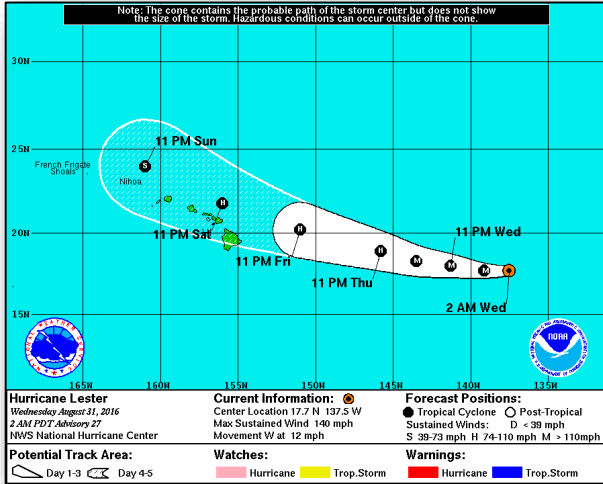 Note: The cone contains the probable path of the storm center but does not show
the size of the storm. Hazardous conditions can occur outside of the cone.
30N
25N
20N
15N
11 PM Sun
S
French Frigate
Shoals
Nihoa
H
11 PM Sat
H
11 PM Fri
H
11 PM Thu
M
11 PM Wed
M
M
2 AM Wed
NATIONAL WEATHER SERVICE
NOAA
165W 160W 155W 150W 145W 140W 135W
Hurricane Lester
Wednesday August 31, 2016
2 AM PDT Advisory 27
NWS National Hurricane Center
Current Information:
Center Location 17.7 N 137.5 W
Max Sustained Wind 140 mph
Movement W at 12 mph
Forecast Positions:
Tropical Cyclone Post-Tropical
Sustained Winds: D < 39 mph
S 39-73 mph H 74-110 mph M > 110mph
Potential Track Area:
Day 1-3 Day 4-5
Watches:
Hurricane Trop.Storm
Warnings:
Hurricane Trop.Storm